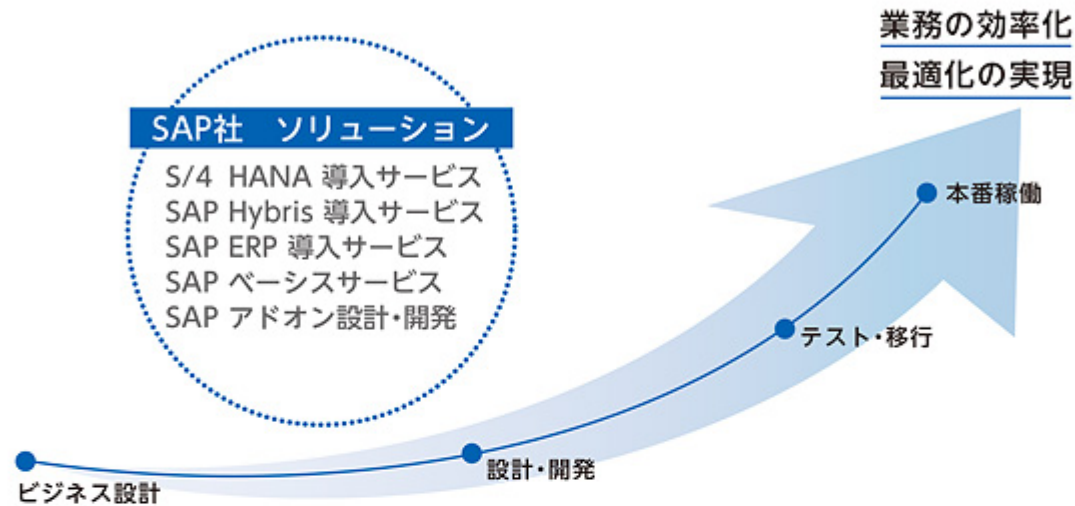 業務の効率化
最適化の実現
SAP社　ソリューション
S/4 HANA 導入サービス
SAP Hybris 導入サービス
SAP ERP 導入サービス
SAP ベーシスサービス
SAP アドオン設計・開発
本番稼働
テスト・移行
設計・開発
ビジネス設計